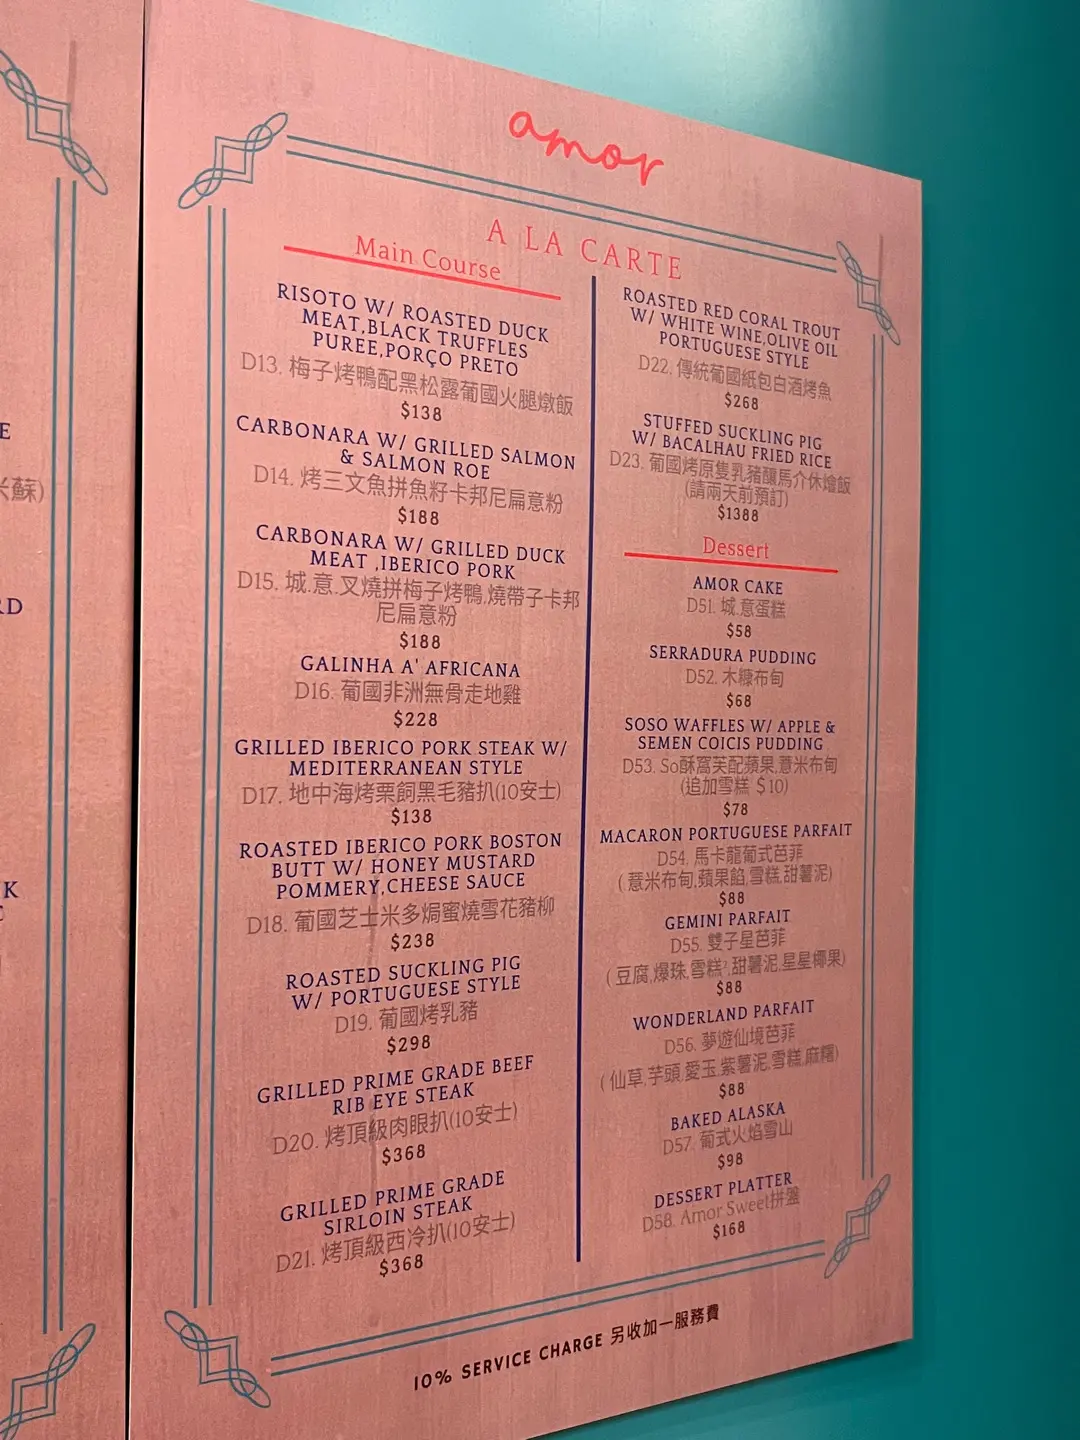 amor
A LA CARTE
Main Course
RISOTO W/ ROASTED DUCK
MEAT,BLACK TRUFFLES
PUREE,PORÇO PRETO
D13. 梅子烤鴨配黑松露葡國火腿燉飯
$138
CARBONARA W/ GRILLED SALMON
& SALMON ROE
D14. 烤三文魚拼魚籽卡邦尼扁意粉
$188
CARBONARA W/ GRILLED DUCK
MEAT ,IBERICO PORK
D15. 城.意.叉燒拼梅子烤鴨,燒帶子卡邦
尼扁意粉
$188
GALINHA A' AFRICANA
D16. 葡國非洲無骨走地雞
$228
GRILLED IBERICO PORK STEAK W/
MEDITERRANEAN STYLE
D17. 地中海烤栗飼黑毛豬扒(10安士)
$138
ROASTED IBERICO PORK BOSTON
BUTT W/ HONEY MUSTARD
POMMERY,CHEESE SAUCE
D18. 葡國芝士米多焗蜜燒雪花豬柳
$238
ROASTED SUCKLING PIG
W/ PORTUGUESE STYLE
D19. 葡國烤乳豬
$298
GRILLED PRIME GRADE BEEF
RIB EYE STEAK
D20. 烤頂級肉眼扒(10安士)
$368
GRILLED PRIME GRADE
SIRLOIN STEAK
D21. 烤頂級西冷扒(10安士)
$368
ROASTED RED CORAL TROUT
W/ WHITE WINE,OLIVE OIL
PORTUGUESE STYLE
D22. 傳統葡國紙包白酒烤魚
$268
STUFFED SUCKLING PIG
W/ BACALHAU FRIED RICE
D23. 葡國烤原隻乳豬釀馬介休燴飯
(請兩天前預訂)
$1388
Dessert
AMOR CAKE
D51. 城.意蛋糕
$58
SERRADURA PUDDING
D52. 木糠布甸
$68
SOSO WAFFLES W/ APPLE &
SEMEN COICIS PUDDING
D53. So酥窩芙配蘋果,薏米布甸
(追加雪糕 $10)
$78
MACARON PORTUGUESE PARFAIT
D54. 馬卡龍葡式芭菲
(薏米布甸,蘋果餡,雪糕,甜薯泥)
$88
GEMINI PARFAIT
D55. 雙子星芭菲
(豆腐,爆珠,雪糕²,甜薯泥,星星椰果)
$88
WONDERLAND PARFAIT
D56. 夢遊仙境芭菲
(仙草,芋頭,愛玉,紫薯泥,雪糕,麻糬)
$88
BAKED ALASKA
D57. 葡式火焰雪山
$98
DESSERT PLATTER
D58. Amor Sweet拼盤
$168
10% SERVICE CHARGE 另收加一服務費